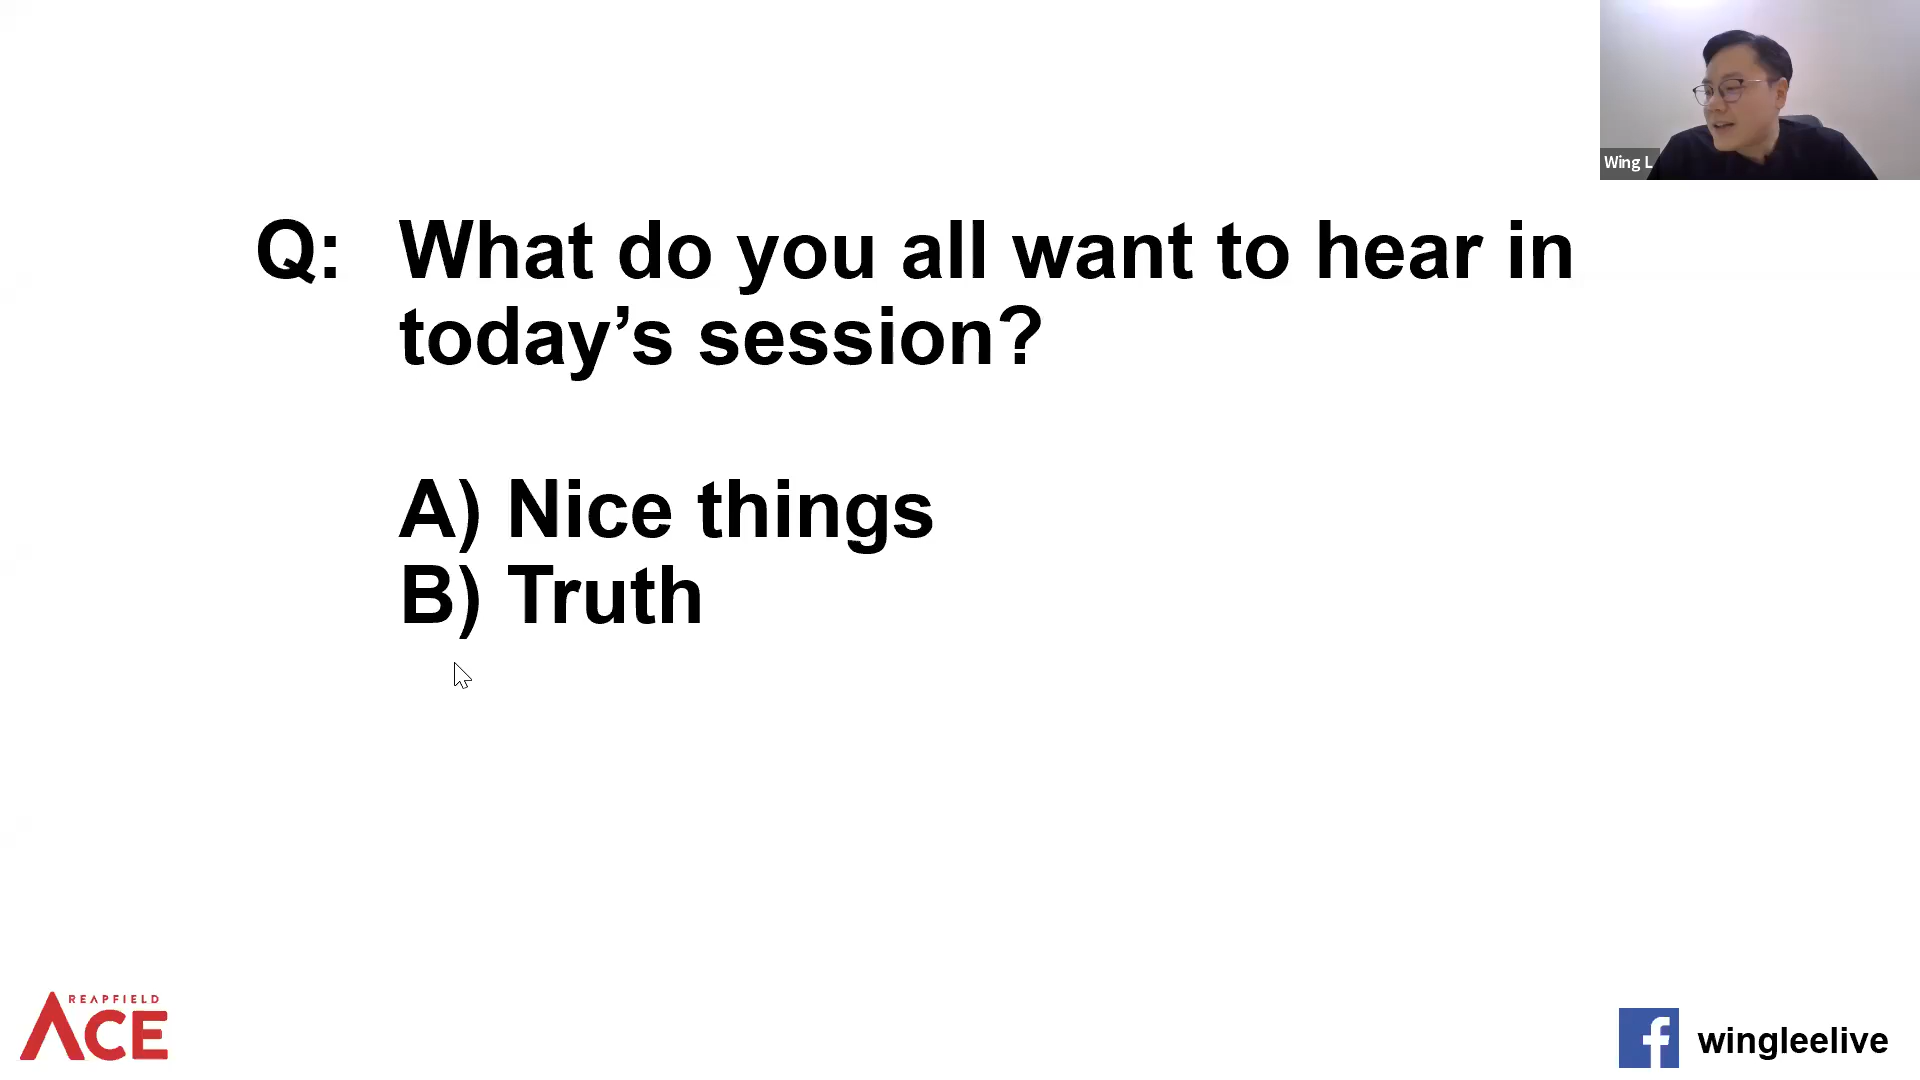 Wing L
Q: What do you all want to hear in
today’s session?
A) Nice things
B) Truth
REAPFIELD
ACE
wingleelive